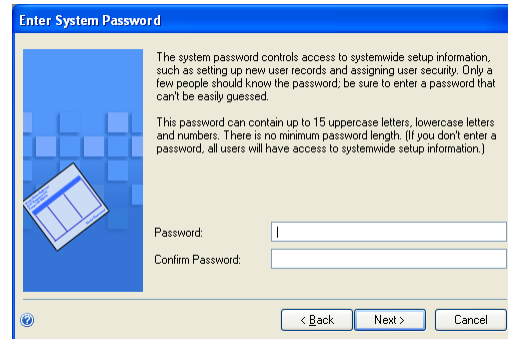 Enter System Password
The system password controls access to systemwide setup information,
such as setting up new user records and assigning user security. Only a
few people should know the password; be sure to enter a password that
can't be easily guessed.
This password can contain up to 15 uppercase letters, lowercase letters
and numbers. There is no minimum password length. (If you don't enter a
password, all users will have access to systemwide setup information.)
Password:
Confirm Password:
?
< Back
Next >
Cancel